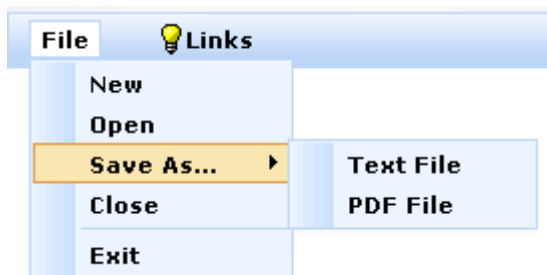 File Links
New
Open
Save As... Text File
Close PDF File
Exit